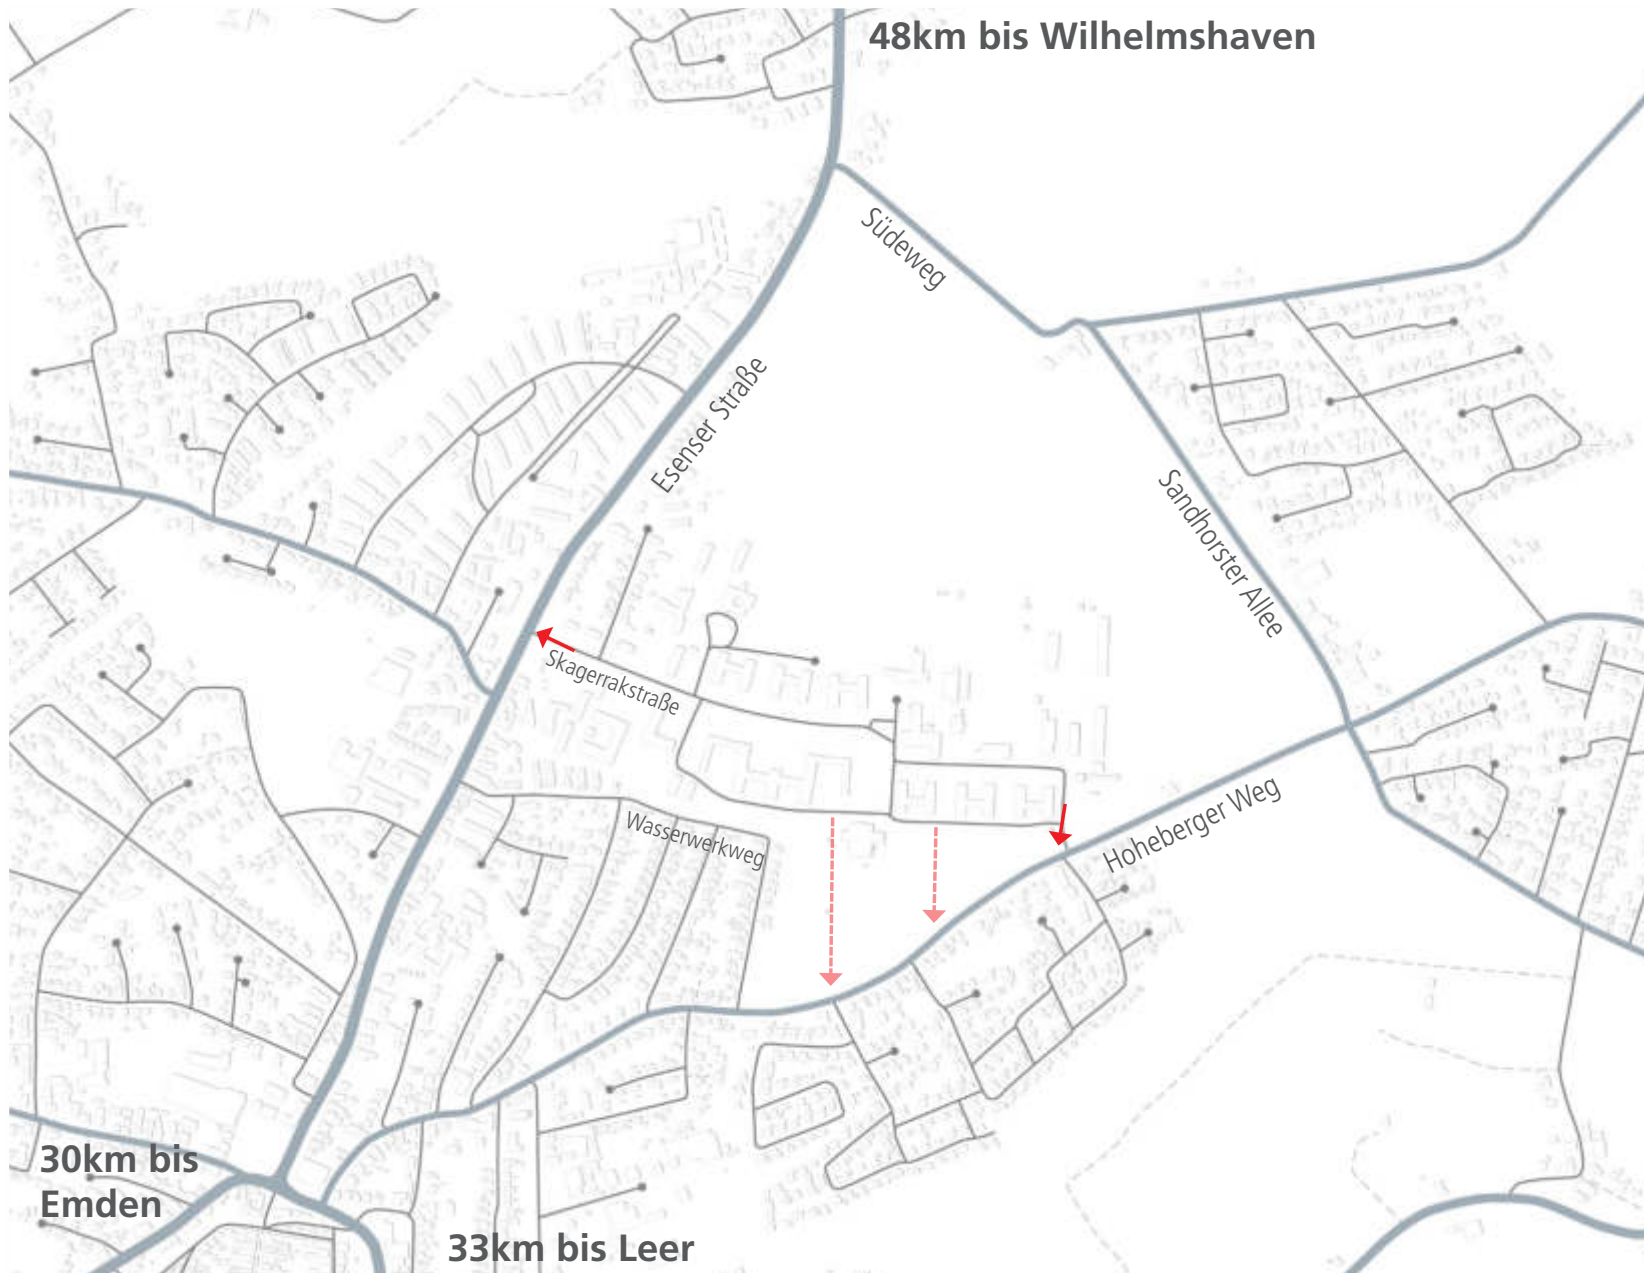 48km bis Wilhelmshaven
Südeweg
Esenser Straße
Sandhorster Allee
Skagerrakstraße
Hoheberger Weg
Wasserwerkweg
30km bis
Emden
33km bis Leer